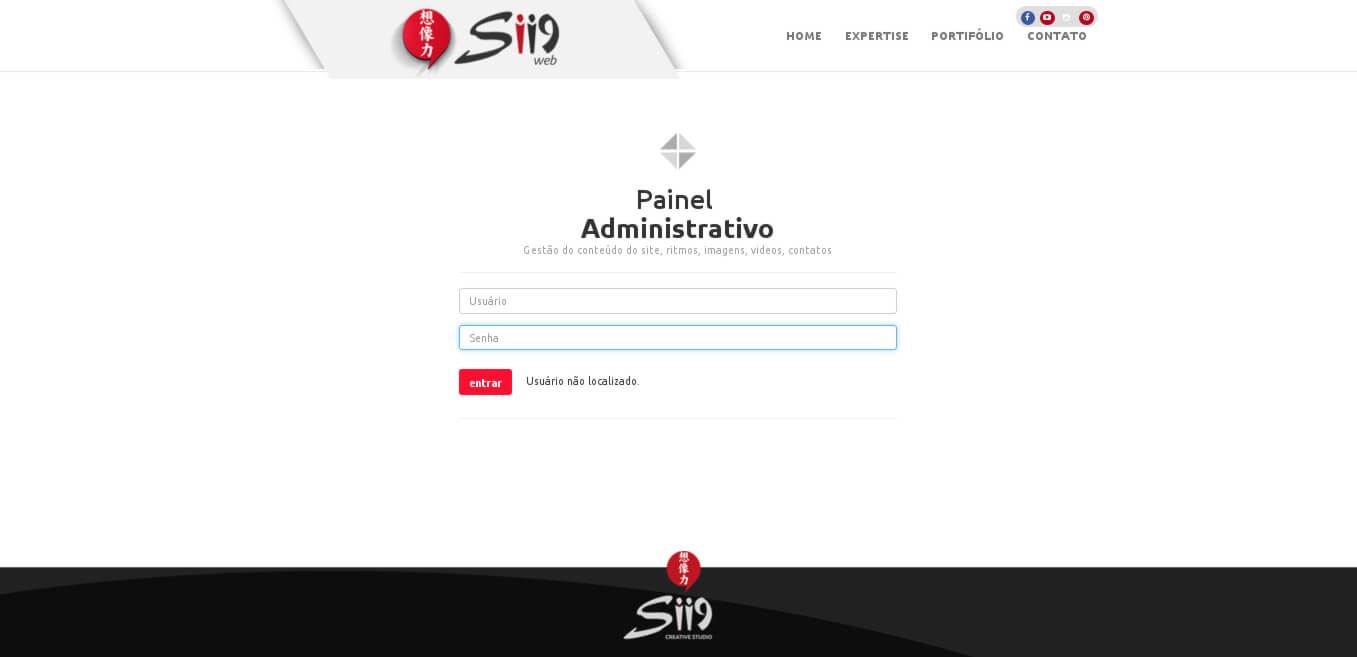 想像力
Sii9
web
HOME EXPERTISE PORTIFÓLIO CONTATO
Painel
Administrativo
Gestão do conteúdo do site, ritmos, imagens, videos, contatos
Usuário
Senha
entrar Usuário não localizado.
想像力
Sii9
CREATIVE STUDIO